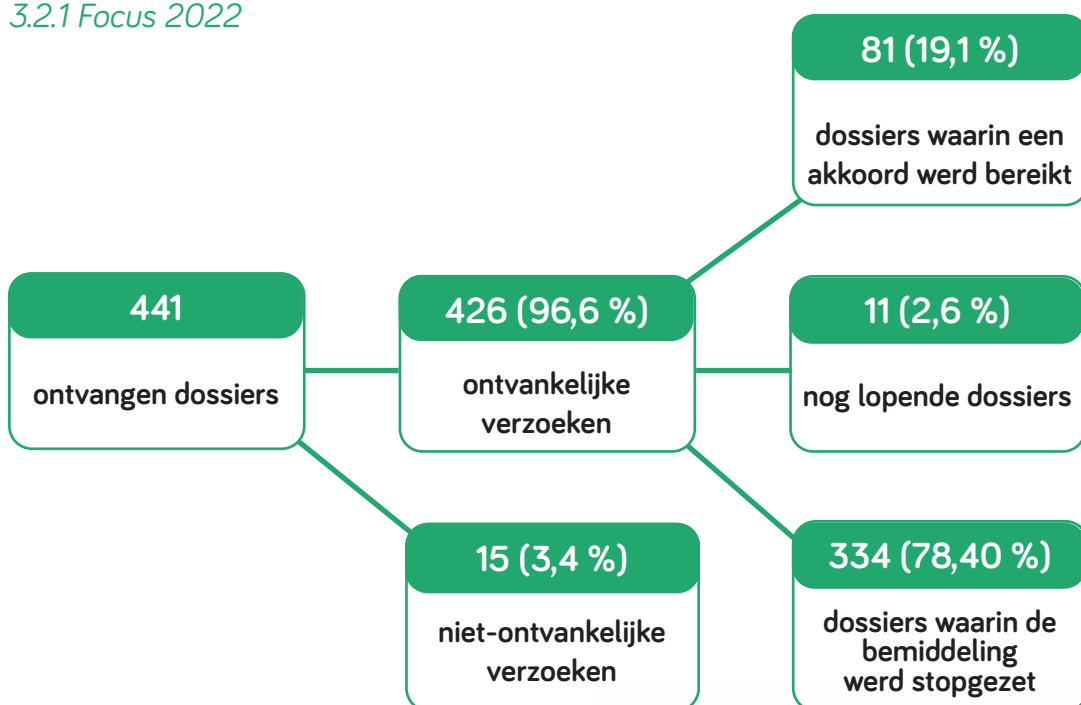 3.2.1 Focus 2022
441
ontvangen dossiers
426 (96,6 %)
ontvankelijke
verzoeken
15 (3,4 %)
niet-ontvankelijke
verzoeken
81 (19,1 %)
dossiers waarin een
akkoord werd bereikt
11 (2,6 %)
nog lopende dossiers
334 (78,40 %)
dossiers waarin de
bemiddeling
werd stopgezet